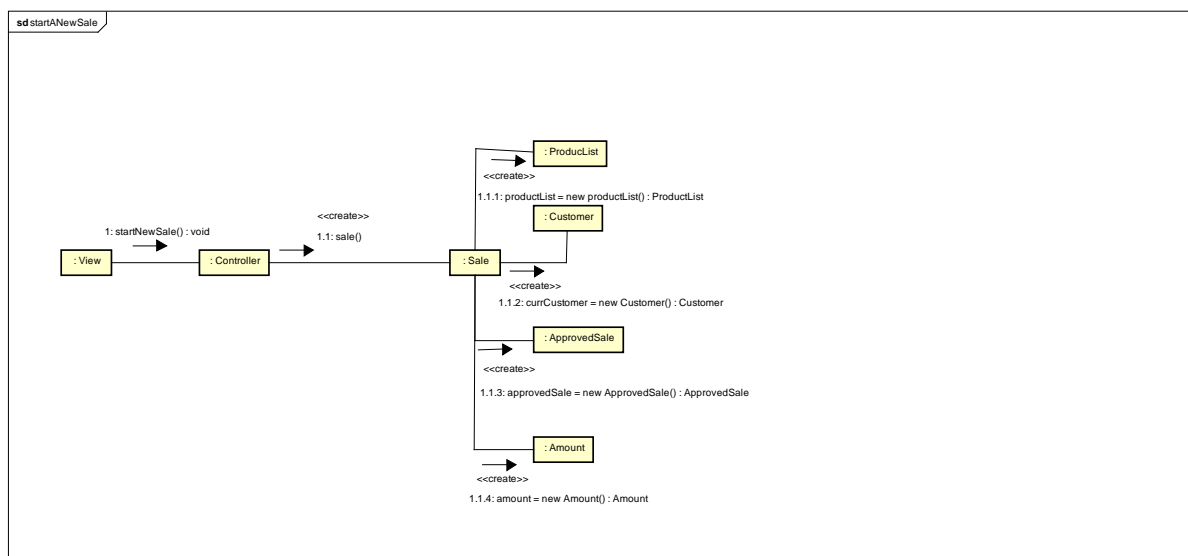 sd startANewSale
: ProducList
<<create>>
1.1.1: productList = new productList() : ProductList
<<create>>
: Customer
1: startNewSale() : void
1.1: sale()
: View
: Controller
: Sale
<<create>>
1.1.2: currCustomer = new Customer() : Customer
: ApprovedSale
<<create>>
1.1.3: approvedSale = new ApprovedSale() : ApprovedSale
: Amount
<<create>>
1.1.4: amount = new Amount() : Amount